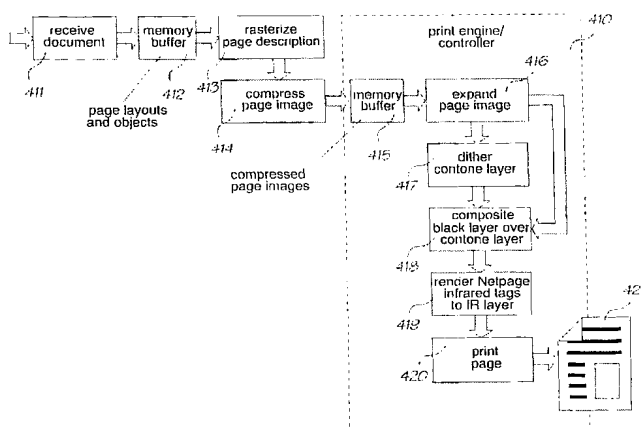 receive
document
411
memory
buffer
412
rasterize
page description
413
print engine/
controller
410
page layouts
and objects
compress
page image
414
memory
buffer
415
expand
page image
416
compressed
page images
dither
contone layer
417
composite
black layer over
contone layer
418
render Netpage
infrared tags
to IR layer
419
print
page
420
42